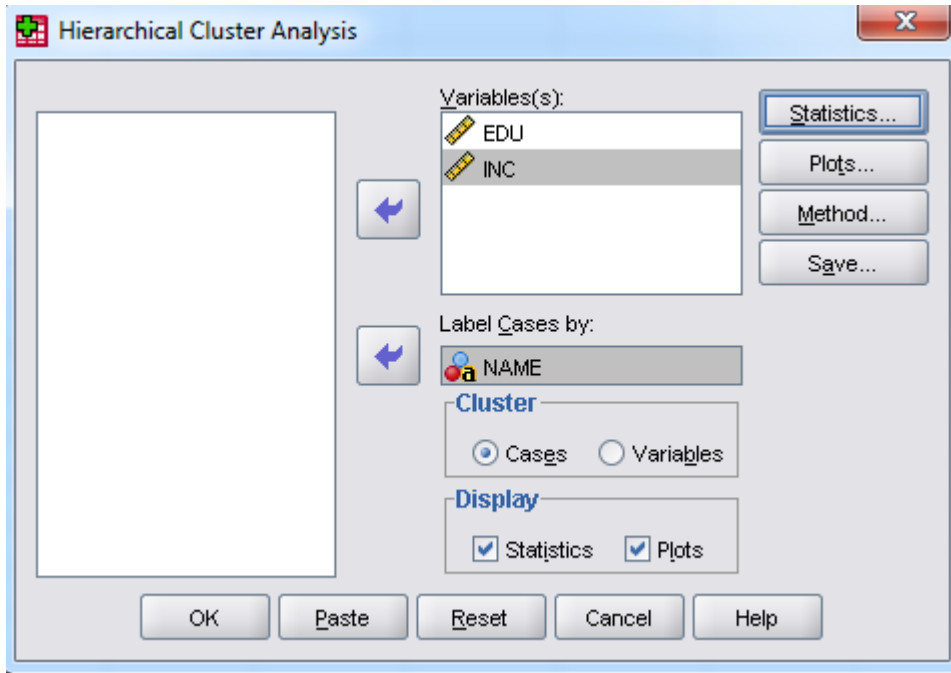 Hierarchical Cluster Analysis
Variables(s):
EDU
INC
Statistics...
Plots...
Method...
Save...
Label Cases by:
a NAME
Cluster
Cases Variables
Display
Statistics Plots
OK Paste Reset Cancel Help